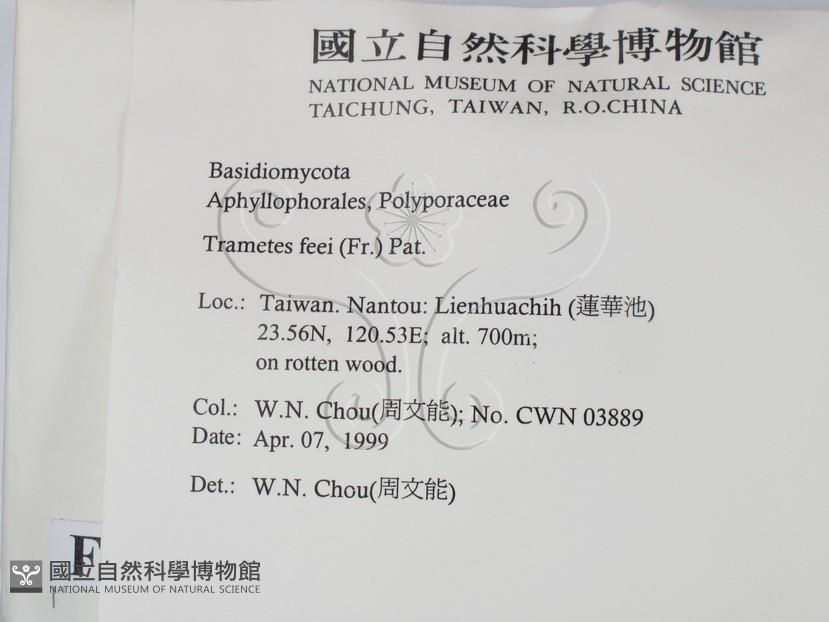 國立自然科學博物館
NATIONAL MUSEUM OF NATURAL SCIENCE
TAICHUNG, TAIWAN, R.O.CHINA
Basidiomycota
Aphyllophorales, Polyporaceae
Trametes feei (Fr.) Pat.
Loc.: Taiwan. Nantou: Lienhuachih (蓮華池)
23.56N, 120.53E; alt. 700m;
on rotten wood.
Col.: W.N. Chou(周文能); No. CWN 03889
Date: Apr. 07, 1999
Det.: W.N. Chou(周文能)
F
國立自然科學博物館
NATIONAL MUSEUM OF NATURAL SCIENCE